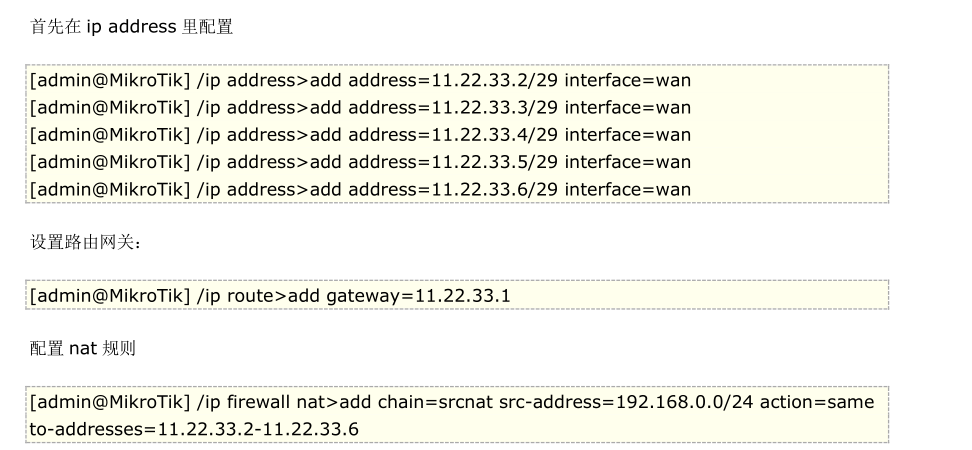 首先在 ip address 里配置
[admin@MikroTik] /ip address>add address=11.22.33.2/29 interface=wan
[admin@MikroTik] /ip address>add address=11.22.33.3/29 interface=wan
[admin@MikroTik] /ip address>add address=11.22.33.4/29 interface=wan
[admin@MikroTik] /ip address>add address=11.22.33.5/29 interface=wan
[admin@MikroTik] /ip address>add address=11.22.33.6/29 interface=wan
设置路由网关：
[admin@MikroTik] /ip route>add gateway=11.22.33.1
配置 nat 规则
[admin@MikroTik] /ip firewall nat>add chain=srcnat src-address=192.168.0.0/24 action=same
to-addresses=11.22.33.2-11.22.33.6